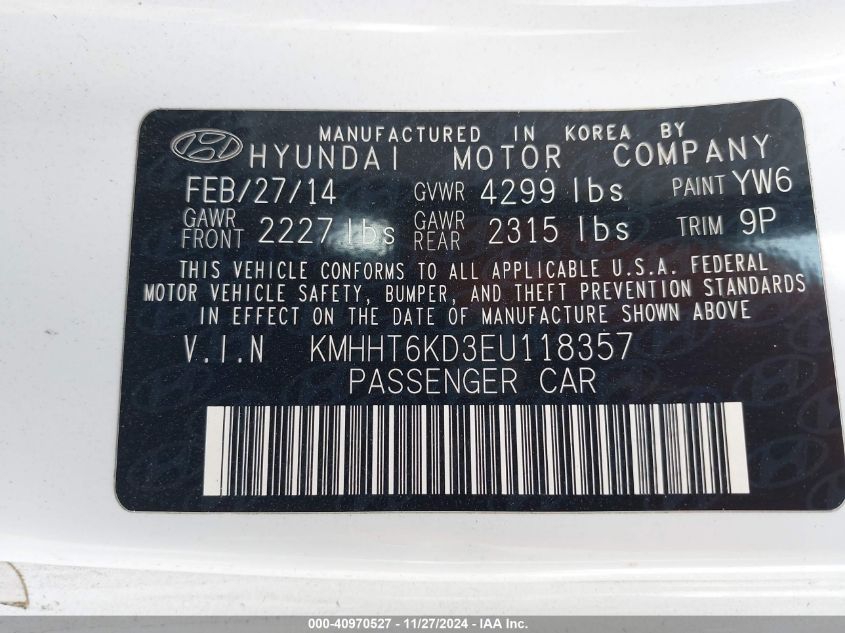 MANUFACTURED IN KOREA BY
HYUNDAI MOTOR COMPANY
FEB/27/14 GVWR 4299 lbs PAINT YW6
GAWR FRONT 2227 lbs GAWR REAR 2315 lbs TRIM 9P
THIS VEHICLE CONFORMS TO ALL APPLICABLE U.S.A. FEDERAL
MOTOR VEHICLE SAFETY, BUMPER, AND THEFT PREVENTION STANDARDS
IN EFFECT ON THE DATE OF MANUFACTURE SHOWN ABOVE
V.I.N KMHHT6KD3EU118357
PASSENGER CAR
000-40970527 - 11/27/2024 - IAA Inc.